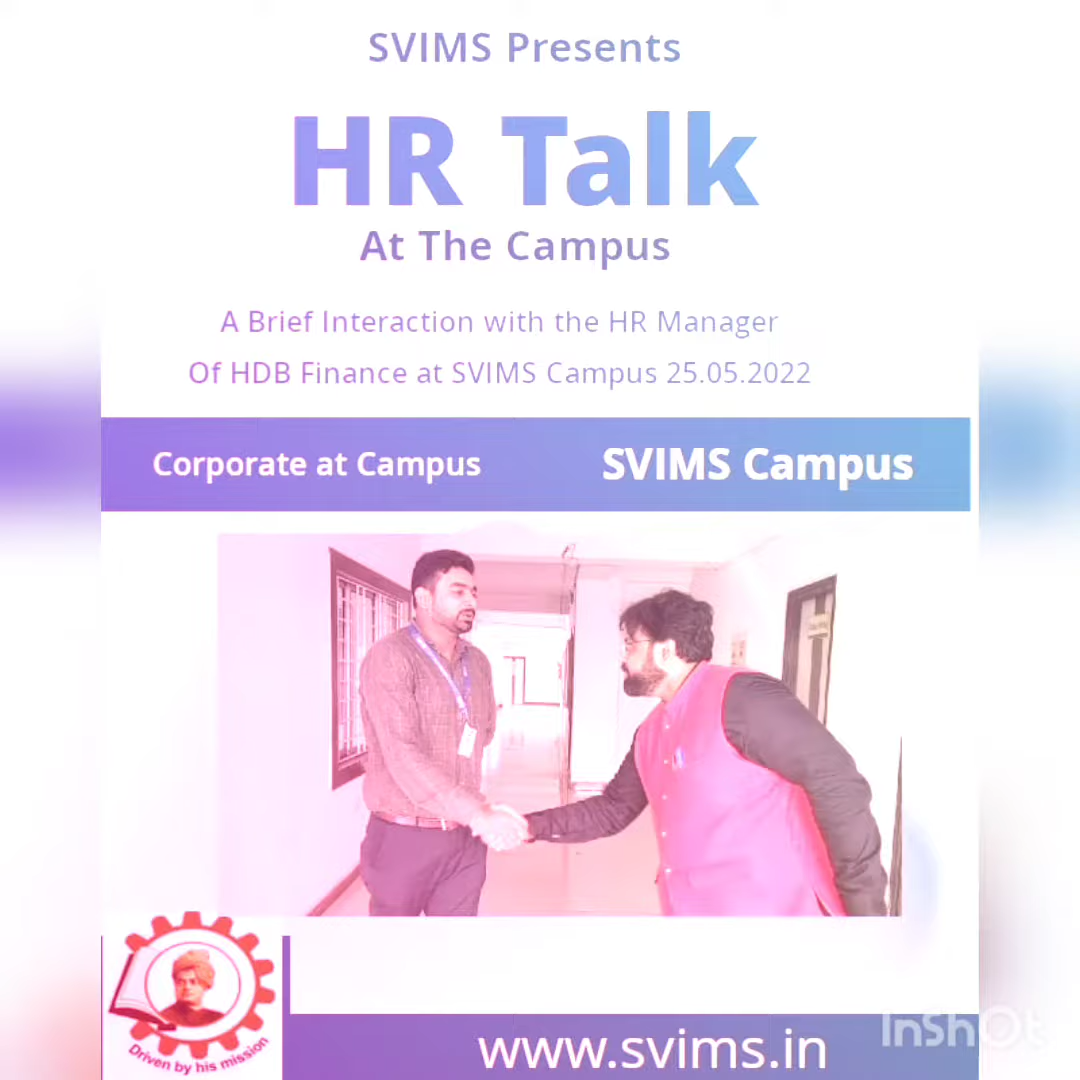 SVIMS Presents
HR Talk
At The Campus
A Brief Interaction with the HR Manager
Of HDB Finance at SVIMS Campus 25.05.2022
Corporate at Campus
SVIMS Campus
Driven by his mission
www.svims.in
InShOt